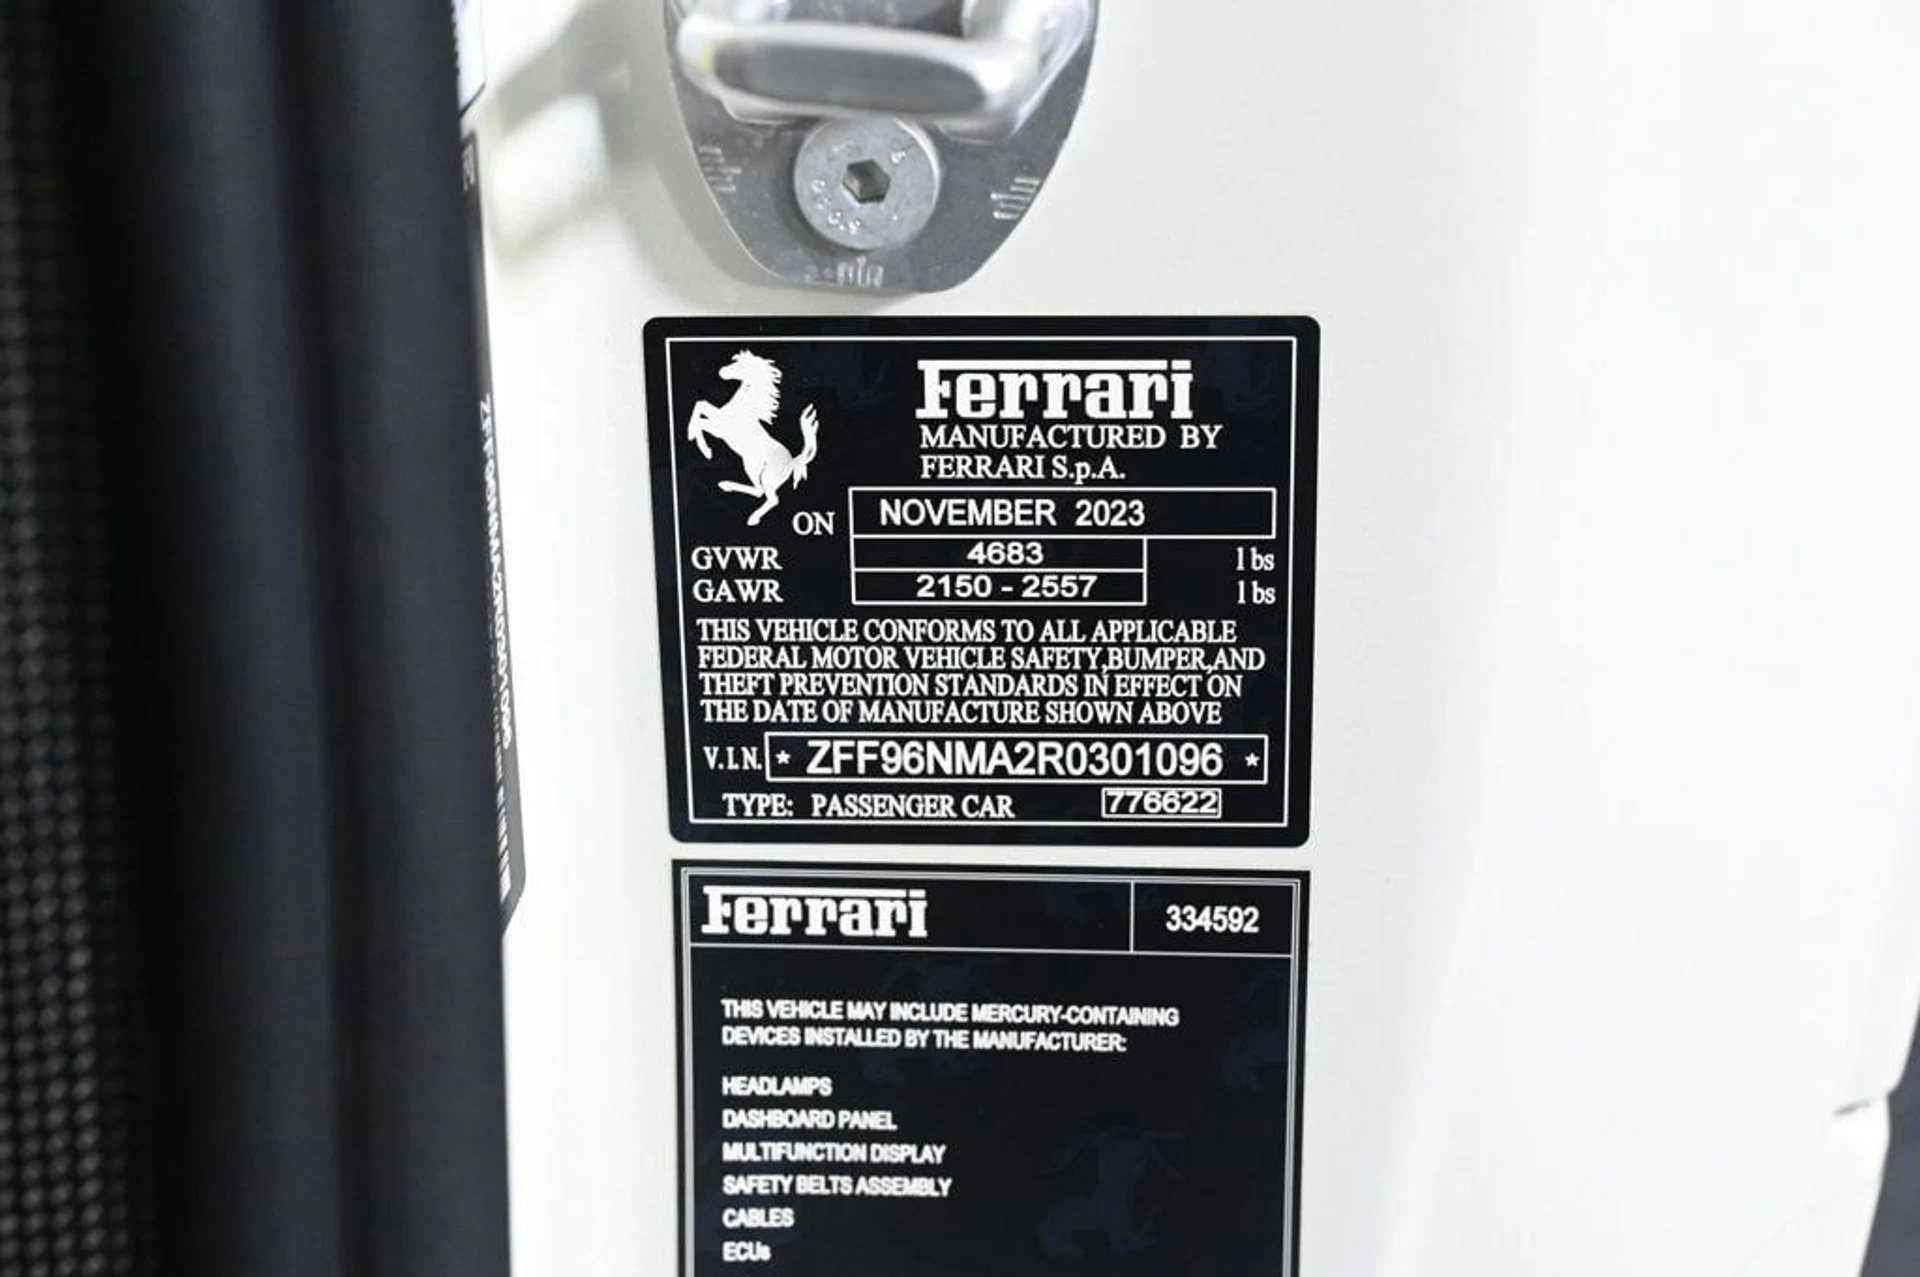 Ferrari
MANUFACTURED BY
FERRARI S.p.A.
ON NOVEMBER 2023
GVWR 4683 lbs
GAWR 2150 - 2557 lbs
THIS VEHICLE CONFORMS TO ALL APPLICABLE
FEDERAL MOTOR VEHICLE SAFETY,BUMPER,AND
THEFT PREVENTION STANDARDS IN EFFECT ON
THE DATE OF MANUFACTURE SHOWN ABOVE
V.I.N. * ZFF96NMA2R0301096 *
TYPE: PASSENGER CAR 776622
Ferrari 334592
THIS VEHICLE MAY INCLUDE MERCURY-CONTAINING
DEVICES INSTALLED BY THE MANUFACTURER:
HEADLAMPS
DASHBOARD PANEL
MULTIFUNCTION DISPLAY
SAFETY BELTS ASSEMBLY
CABLES
ECUs